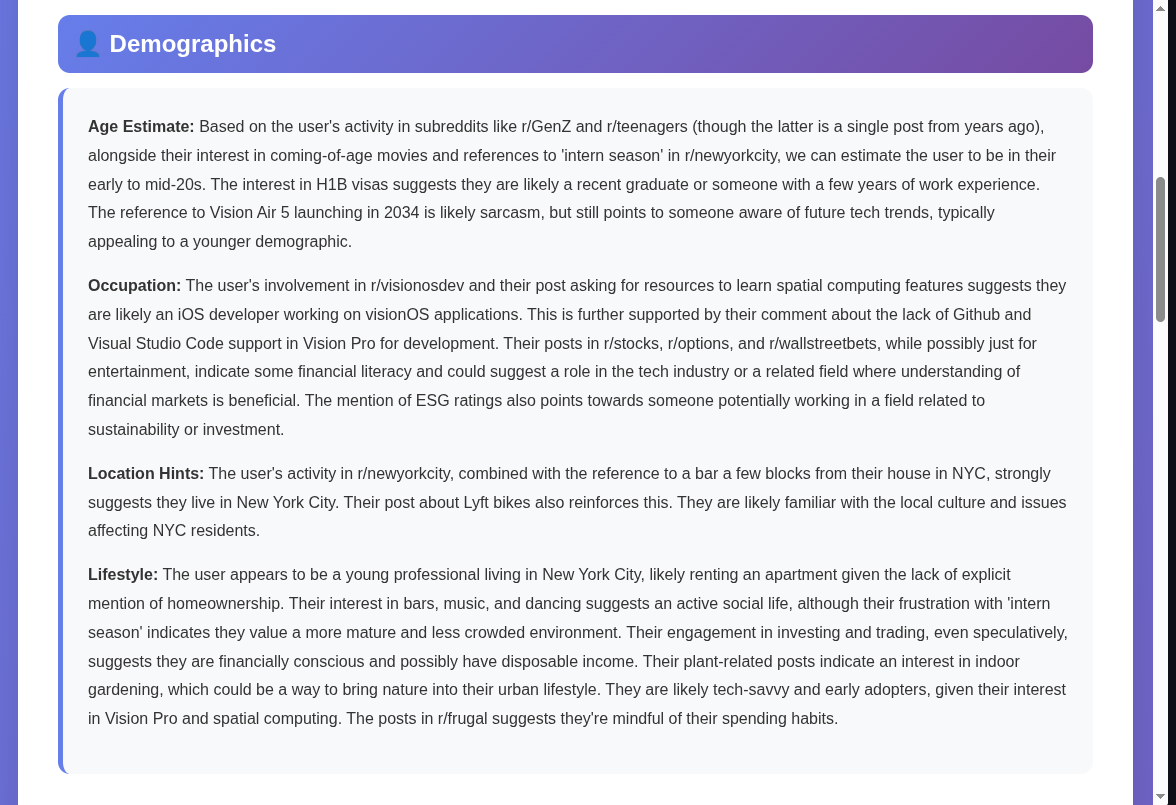 👤 Demographics
Age Estimate: Based on the user's activity in subreddits like r/GenZ and r/teenagers (though the latter is a single post from years ago),
alongside their interest in coming-of-age movies and references to 'intern season' in r/newyorkcity, we can estimate the user to be in their
early to mid-20s. The interest in H1B visas suggests they are likely a recent graduate or someone with a few years of work experience.
The reference to Vision Air 5 launching in 2034 is likely sarcasm, but still points to someone aware of future tech trends, typically
appealing to a younger demographic.
Occupation: The user's involvement in r/visionosdev and their post asking for resources to learn spatial computing features suggests they
are likely an iOS developer working on visionOS applications. This is further supported by their comment about the lack of Github and
Visual Studio Code support in Vision Pro for development. Their posts in r/stocks, r/options, and r/wallstreetbets, while possibly just for
entertainment, indicate some financial literacy and could suggest a role in the tech industry or a related field where understanding of
financial markets is beneficial. The mention of ESG ratings also points towards someone potentially working in a field related to
sustainability or investment.
Location Hints: The user's activity in r/newyorkcity, combined with the reference to a bar a few blocks from their house in NYC, strongly
suggests they live in New York City. Their post about Lyft bikes also reinforces this. They are likely familiar with the local culture and issues
affecting NYC residents.
Lifestyle: The user appears to be a young professional living in New York City, likely renting an apartment given the lack of explicit
mention of homeownership. Their interest in bars, music, and dancing suggests an active social life, although their frustration with 'intern
season' indicates they value a more mature and less crowded environment. Their engagement in investing and trading, even speculatively,
suggests they are financially conscious and possibly have disposable income. Their plant-related posts indicate an interest in indoor
gardening, which could be a way to bring nature into their urban lifestyle. They are likely tech-savvy and early adopters, given their interest
in Vision Pro and spatial computing. The posts in r/frugal suggests they're mindful of their spending habits.